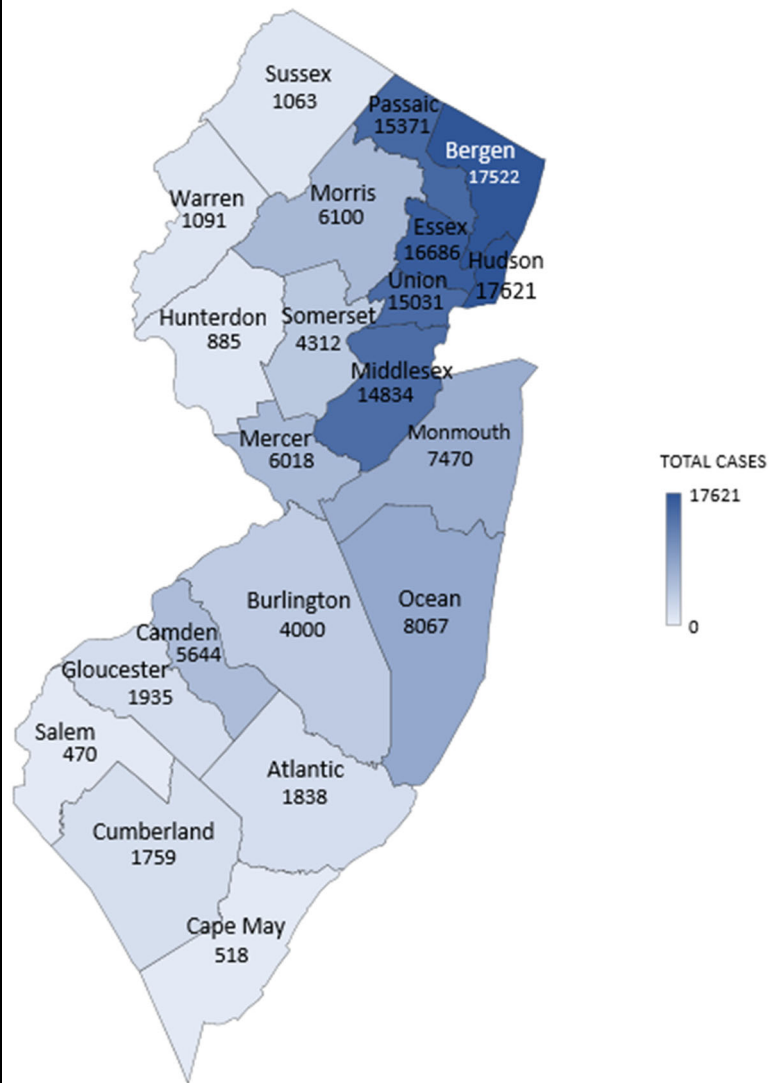 Sussex
1063
Passaic
15371
Bergen
17522
Warren
1091
Morris
6100
Essex
16686
Hudson
17621
Union
15031
Hunterdon
885
Somerset
4312
Middlesex
14834
Mercer
6018
Monmouth
7470
TOTAL CASES
17621
0
Burlington
4000
Ocean
8067
Camden
5644
Gloucester
1935
Salem
470
Atlantic
1838
Cumberland
1759
Cape May
518